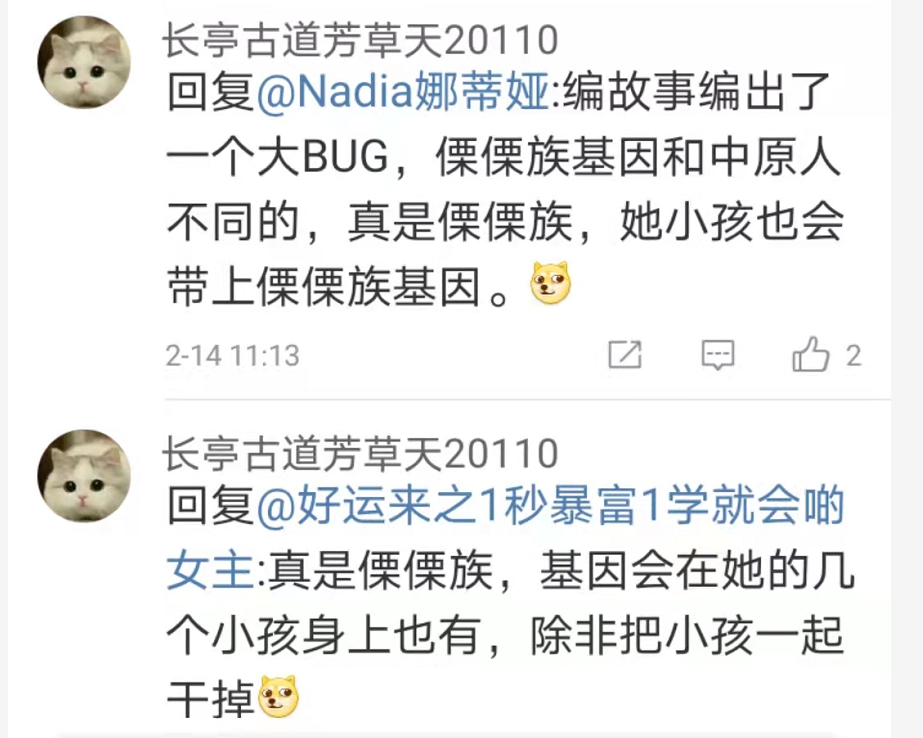 长亭古道芳草天20110
回复@Nadia娜蒂娅:编故事编出了
一个大BUG，傈傈族基因和中原人
不同的，真是傈傈族，她小孩也会
带上傈傈族基因。
2-14 11:13
2
长亭古道芳草天20110
回复@好运来之1秒暴富1学就会啲
女主:真是傈傈族，基因会在她的几
个小孩身上也有，除非把小孩一起
干掉